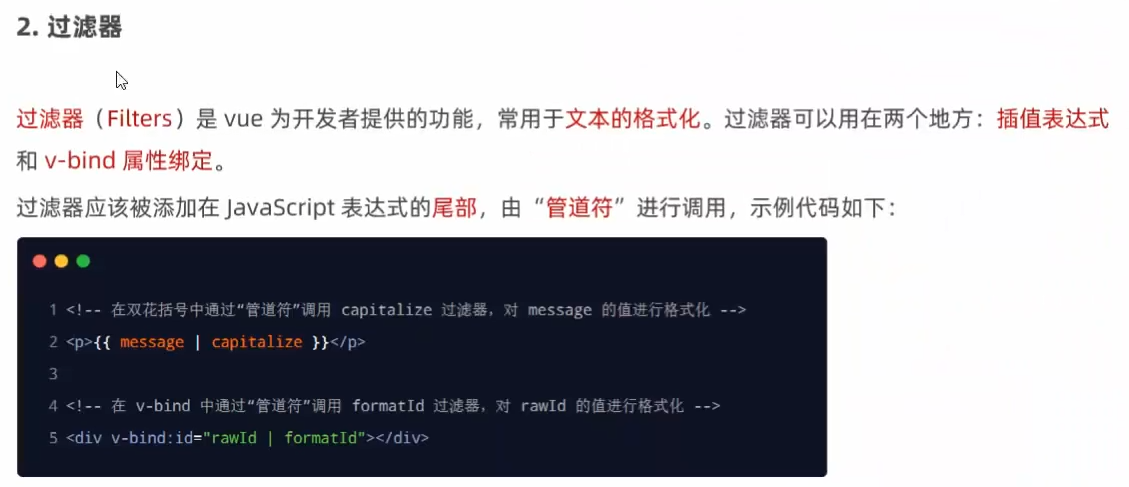 2. 过滤器
过滤器（Filters）是 vue 为开发者提供的功能，常用于文本的格式化。过滤器可以用在两个地方：插值表达式
和 v-bind 属性绑定。
过滤器应该被添加在 JavaScript 表达式的尾部，由“管道符”进行调用，示例代码如下：
1 <!-- 在双花括号中通过“管道符”调用 capitalize 过滤器，对 message 的值进行格式化 -->
2 <p>{{ message | capitalize }}</p>
3
4 <!-- 在 v-bind 中通过“管道符”调用 formatId 过滤器，对 rawId 的值进行格式化 -->
5 <div v-bind:id="rawId | formatId"></div>